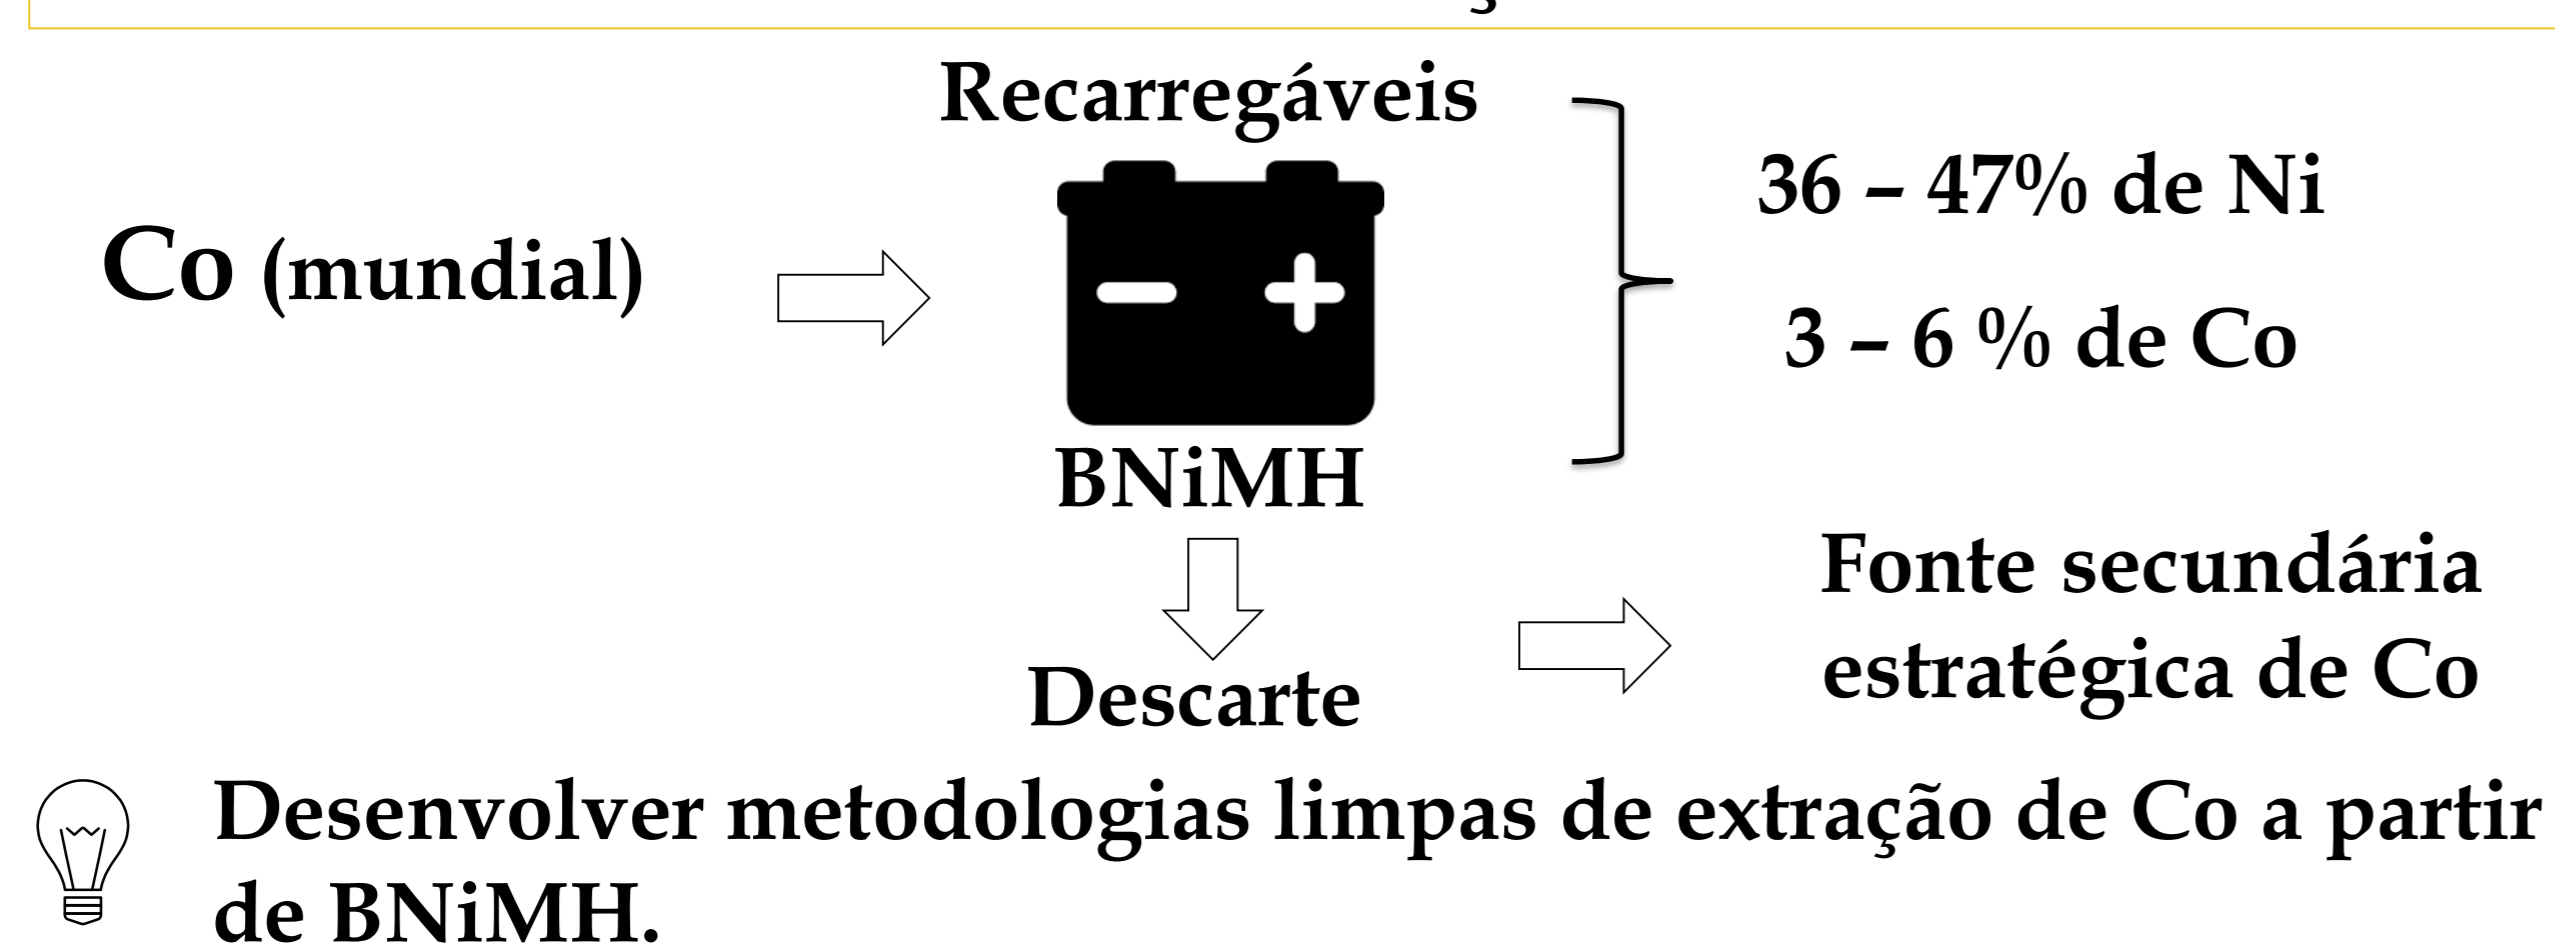 Recarregáveis
Co (mundial)
36 – 47% de Ni
3 – 6 % de Co
BNiMH
Descarte
Fonte secundária
estratégica de Co
Desenvolver metodologias limpas de extração de Co a partir
de BNiMH.